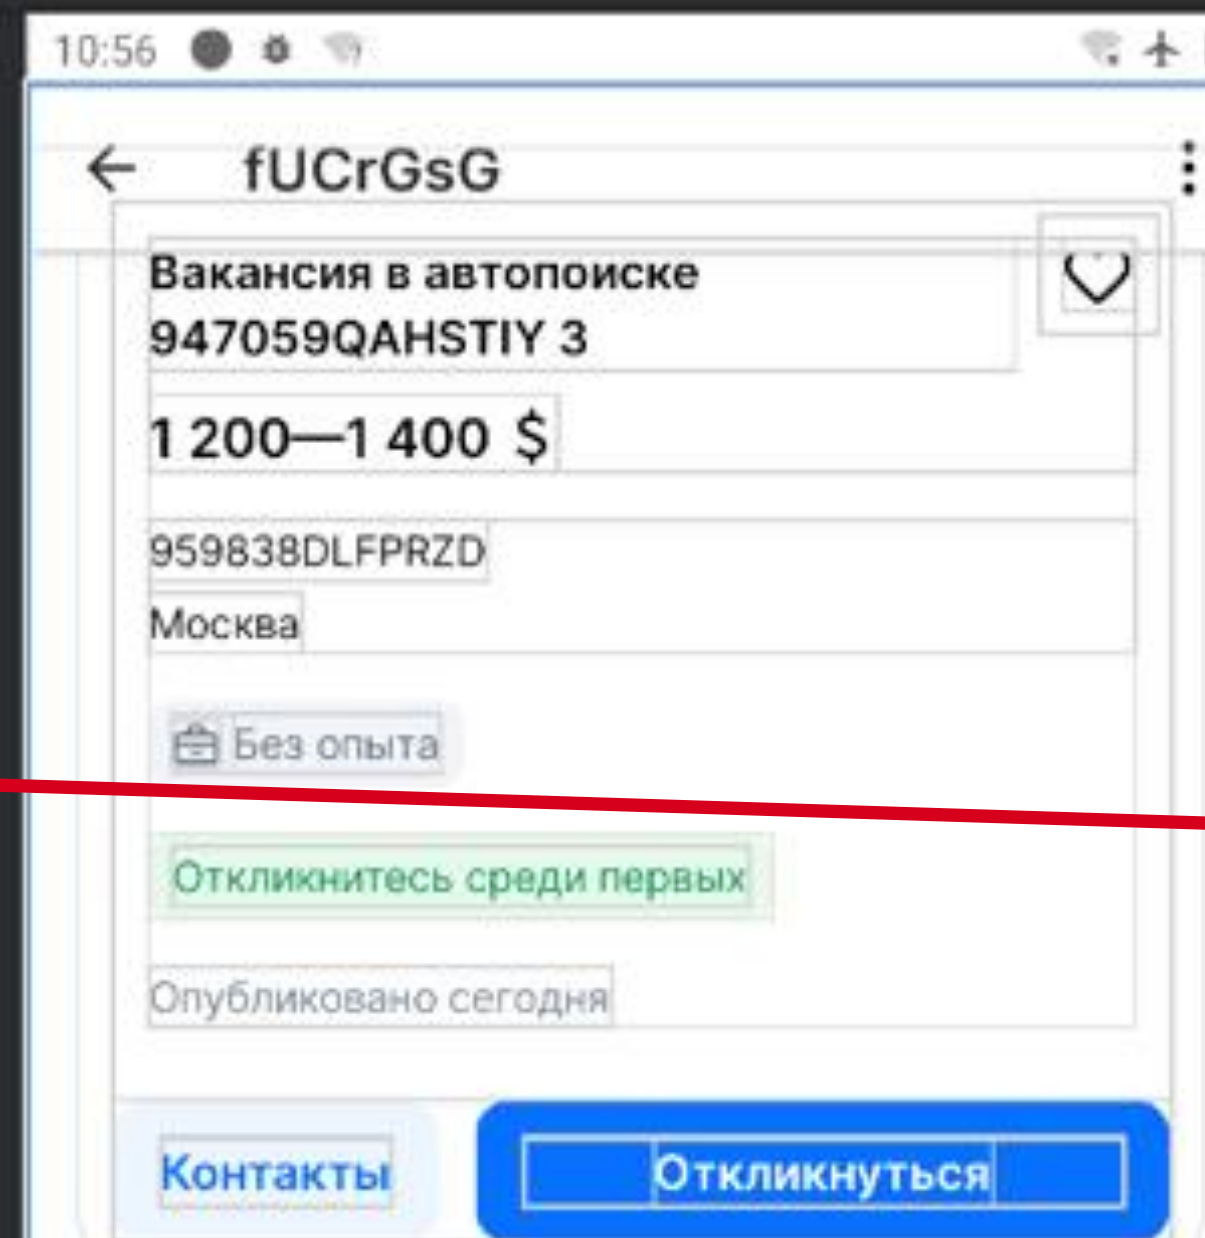 10:56
fUCrGsG
Вакансия в автопоиске
947059QAHSTIY 3
1 200—1 400 $
959838DLFPRZD
Москва
Без опыта
Откликнитесь среди первых
Опубликовано сегодня
Контакты
Откликнуться